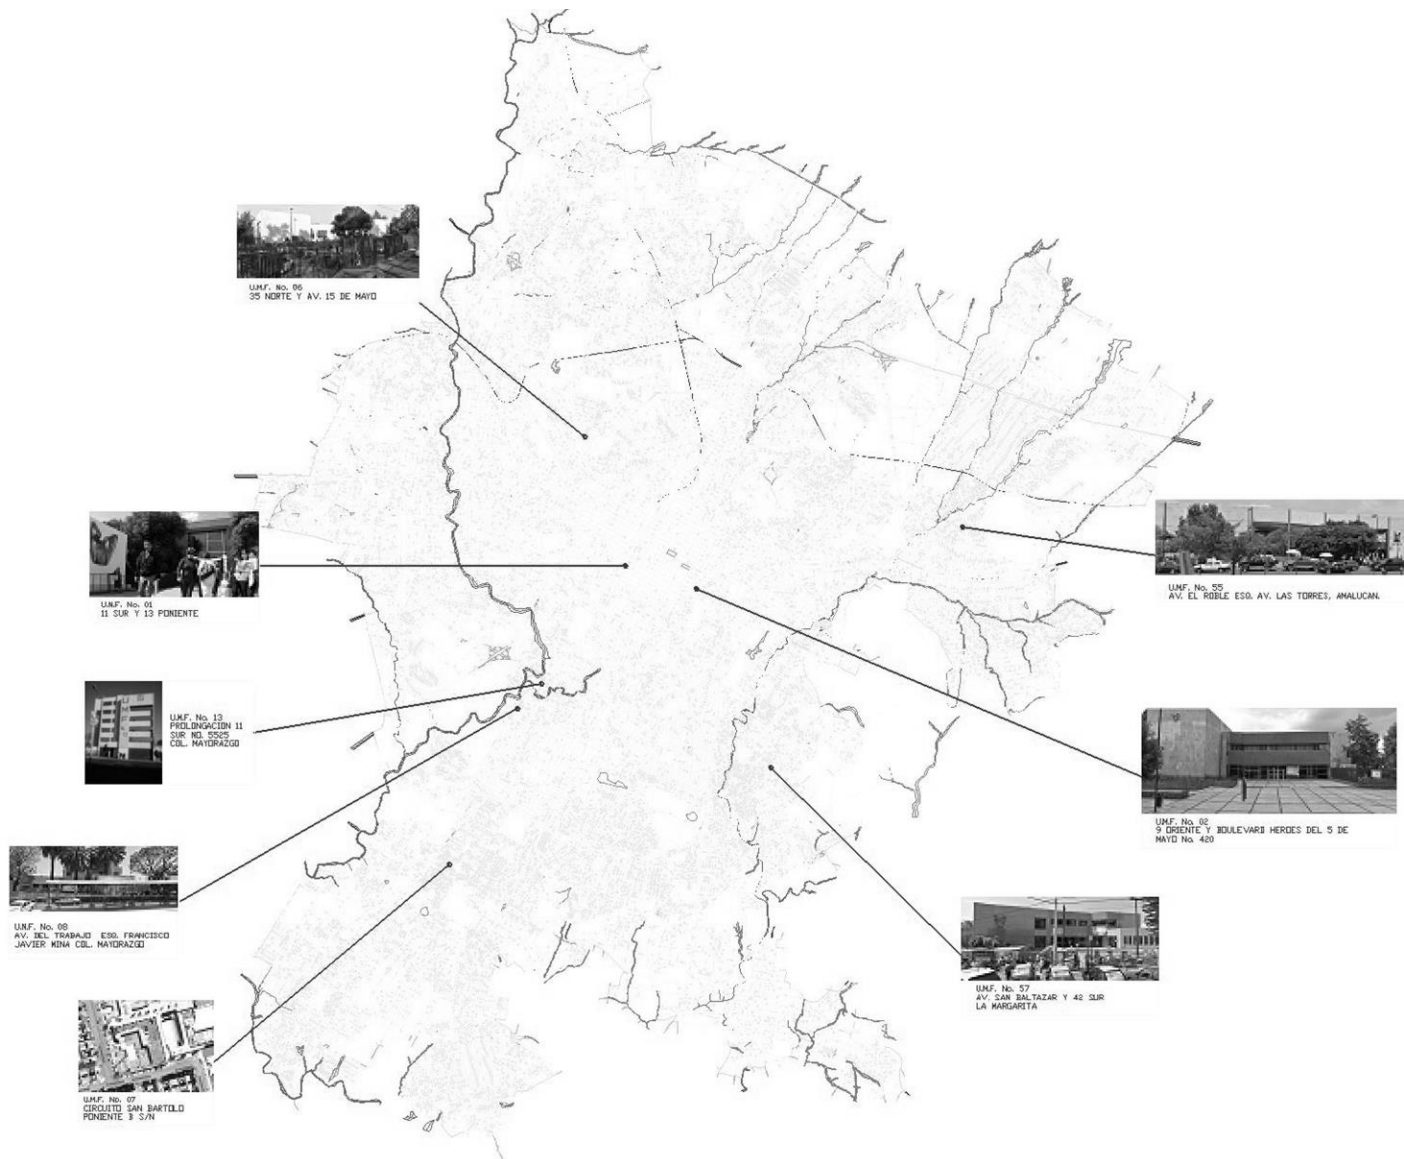 U.M.F. No. 06
35 NORTE Y AV. 15 DE MAYO
U.M.F. No. 01
11 SUR Y 13 PONIENTE
U.M.F. No. 55
AV. EL ROBLE ESQ. AV. LAS TORRES, AMALUCAN.
U.M.F. No. 13
PROLONGACION 11
SUR NO. 5525
COL. MAYORAZGO
U.M.F. No. 02
9 ORIENTE Y BOULEVARD HEROES DEL 5 DE
MAYO No. 420
U.M.F. No. 08
AV. DEL TRABAJO ESQ. FRANCISCO
JAVIER MINA COL. MAYORAZGO
U.M.F. No. 57
AV. SAN BALTAZAR Y 42 SUR
LA MARGARITA
U.M.F. No. 07
CIRCUITO SAN BARTOLO
PONIENTE B S/N